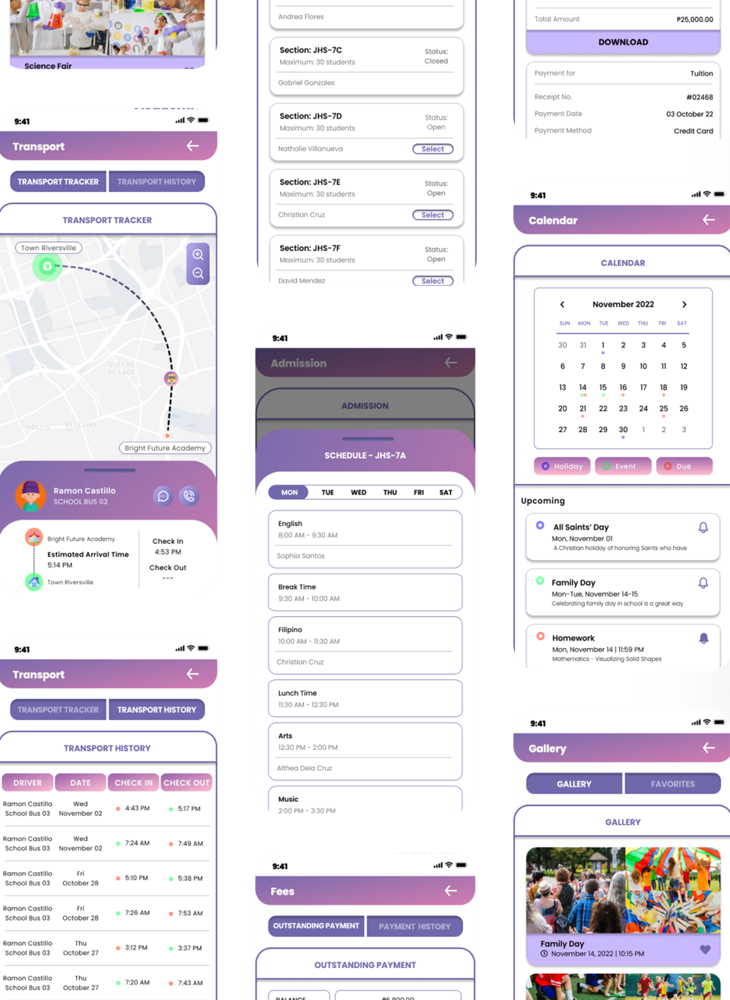 Science Fair
9:41
Transport
TRANSPORT TRACKER
TRANSPORT HISTORY
TRANSPORT TRACKER
Town Riversville
QUEENS
VILLAGE
HOLLIS
BELLAIRE
Bright Future Academy
Ramon Castillo
SCHOOL BUS 03
Bright Future Academy
Estimated Arrival Time
5:14 PM
Town Riversville
Check In
4:53 PM
Check Out
---
9:41
Transport
TRANSPORT TRACKER
TRANSPORT HISTORY
TRANSPORT HISTORY
DRIVER DATE CHECK IN CHECK OUT
Ramon Castillo
School Bus 03
Wed
November 02
4:43 PM
5:17 PM
Ramon Castillo
School Bus 03
Wed
November 02
7:24 AM
7:49 AM
Ramon Castillo
School Bus 03
Fri
October 28
5:10 PM
5:38 PM
Ramon Castillo
School Bus 03
Fri
October 28
7:26 AM
7:53 AM
Ramon Castillo
School Bus 03
Thu
October 27
3:12 PM
3:37 PM
Ramon Castillo
School Bus 03
Thu
October 27
7:20 AM
7:43 AM
Andrea Flores
Section: JHS-7C
Maximum: 30 students
Status:
Closed
Gabriel Gonzales
Section: JHS-7D
Maximum: 30 students
Status:
Open
Nathalie Villanueva
Select
Section: JHS-7E
Maximum: 30 students
Status:
Open
Christian Cruz
Select
Section: JHS-7F
Maximum: 30 students
Status:
Open
David Mendez
Select
9:41
Admission
ADMISSION
SCHEDULE - JHS-7A
MON TUE WED THU FRI SAT
English
8:00 AM - 9:30 AM
Sophia Santos
Break Time
9:30 AM - 10:00 AM
Filipino
10:00 AM - 11:30 AM
Christian Cruz
Lunch Time
11:30 AM - 12:30 PM
Arts
12:30 PM - 2:00 PM
Althea Dela Cruz
Music
2:00 PM - 3:30 PM
9:41
Fees
OUTSTANDING PAYMENT
PAYMENT HISTORY
OUTSTANDING PAYMENT
BALANCE
₱5,800.00
Total Amount
₱25,000.00
DOWNLOAD
Payment for
Tuition
Receipt No.
#02468
Payment Date
03 October 22
Payment Method
Credit Card
9:41
Calendar
CALENDAR
November 2022
SUN MON TUE WED THU FRI SAT
30 31 1 2 3 4 5
6 7 8 9 10 11 12
13 14 15 16 17 18 19
20 21 22 23 24 25 26
27 28 29 30 1 2 3
Holiday
Event
Due
Upcoming
All Saints' Day
Mon, November 01
A Christian holiday of honoring Saints who have
Family Day
Mon-Tue, November 14-15
Celebrating family day in school is a great way
Homework
Mon, November 14 | 11:59 PM
Mathematics - Visualizing Solid Shapes
9:41
Gallery
GALLERY
FAVORITES
GALLERY
Family Day
November 14, 2022 | 10:15 PM